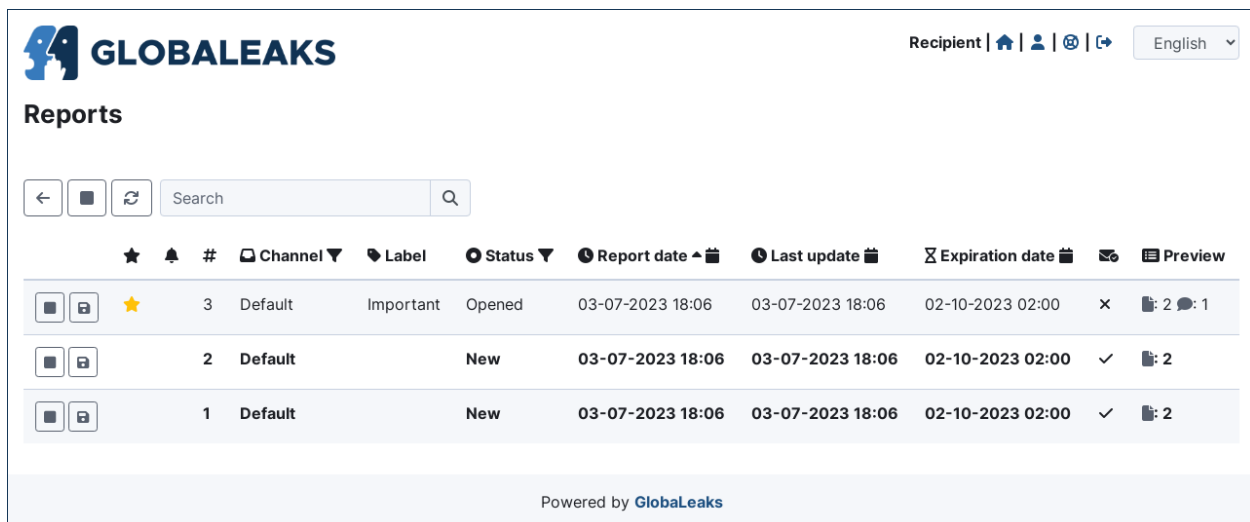 GLOBALEAKS
Recipient | | | | English
Reports
Search
# Channel Label Status Report date Last update Expiration date Preview
3 Default Important Opened 03-07-2023 18:06 03-07-2023 18:06 02-10-2023 02:00 : 2 : 1
2 Default New 03-07-2023 18:06 03-07-2023 18:06 02-10-2023 02:00 : 2
1 Default New 03-07-2023 18:06 03-07-2023 18:06 02-10-2023 02:00 : 2
Powered by GlobaLeaks